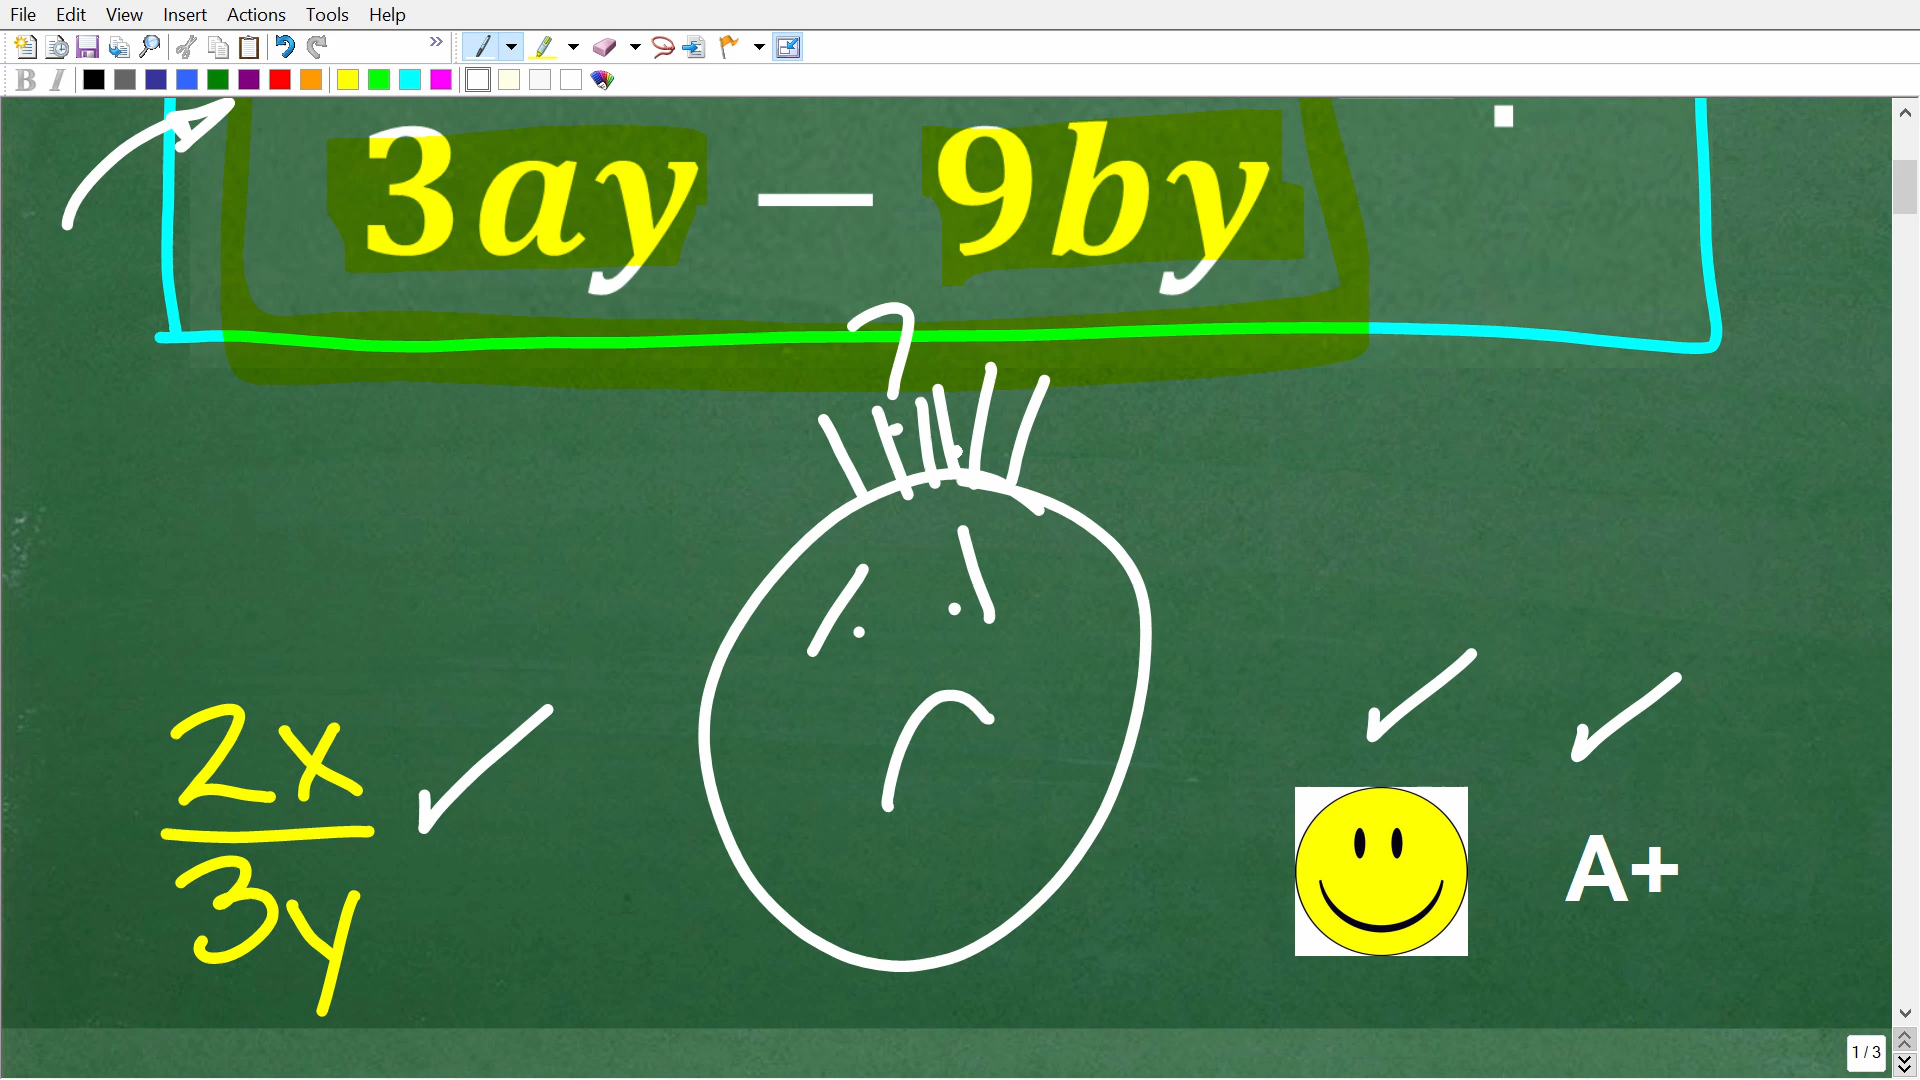 File Edit View Insert Actions Tools Help
B I
3ay − 9by
?
2x
3y
A+
1 / 3